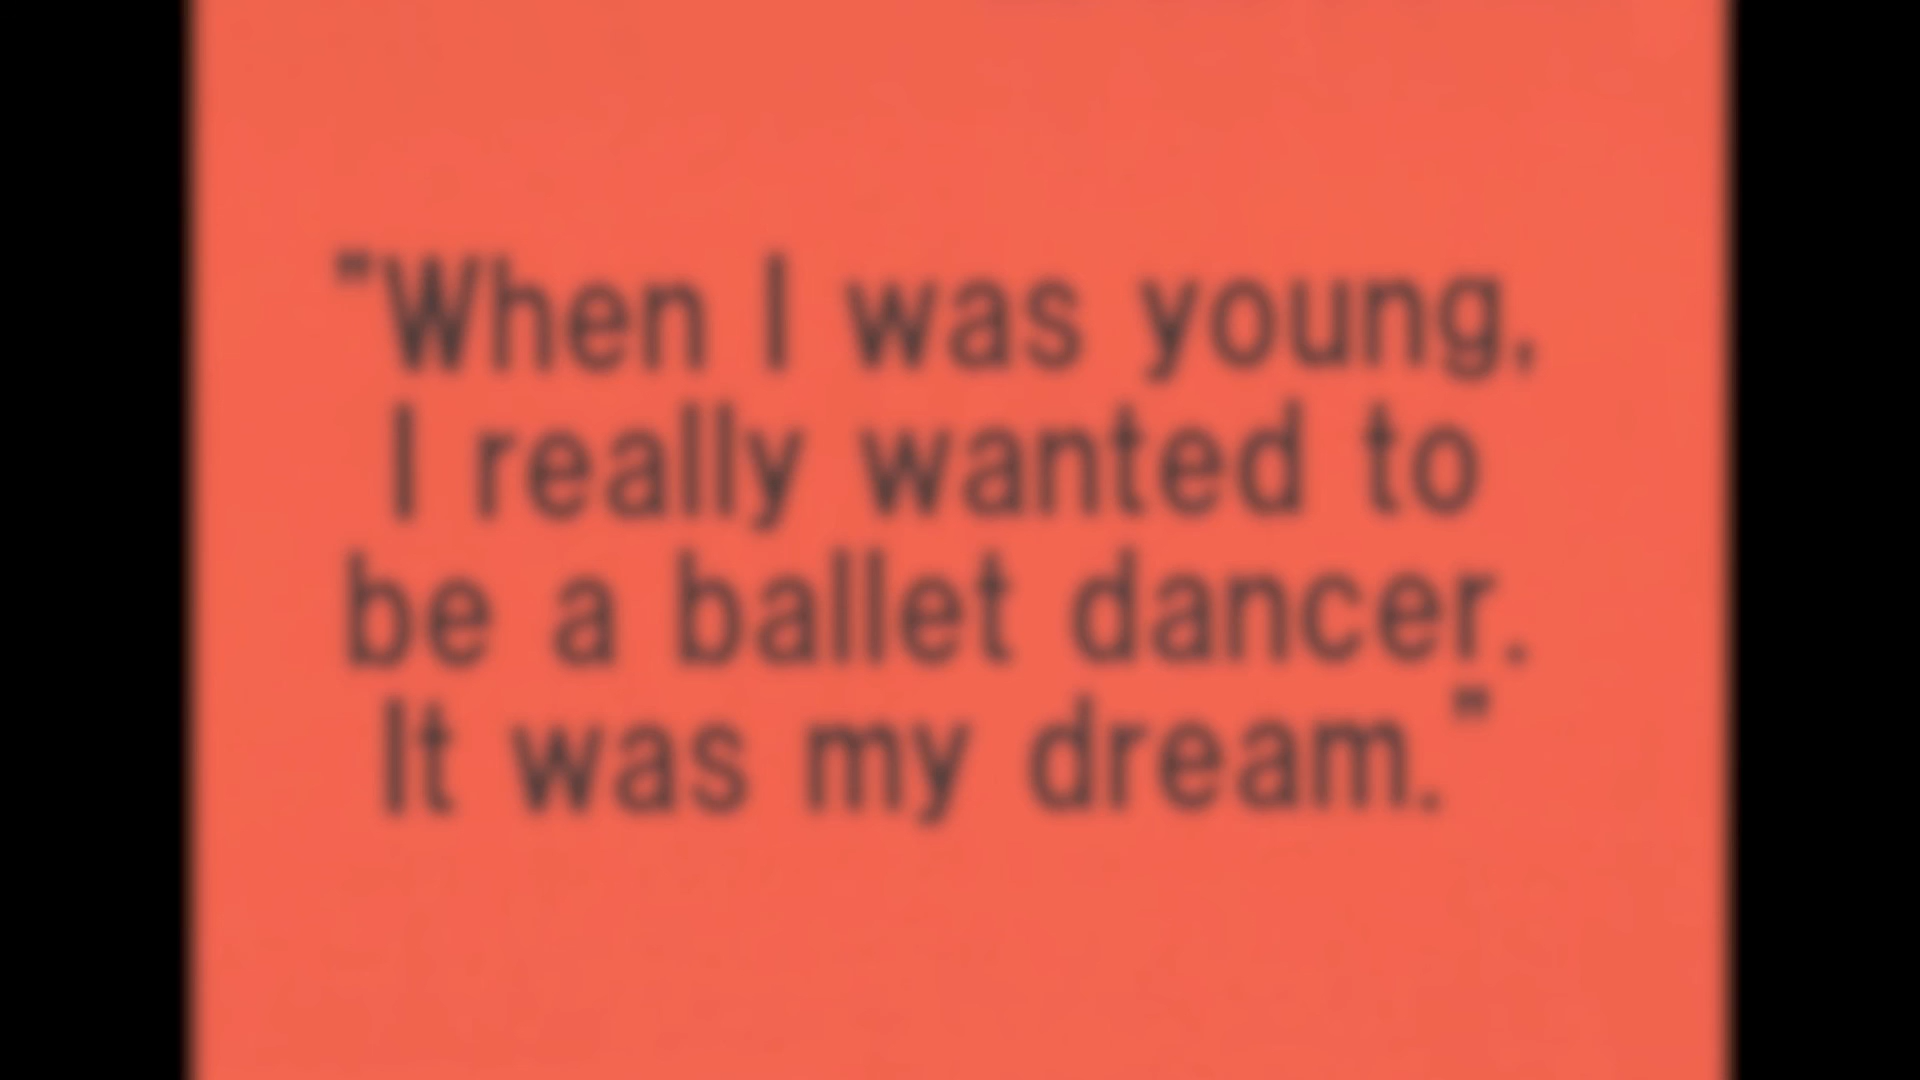 "When I was young,
I really wanted to
be a ballet dancer.
It was my dream."